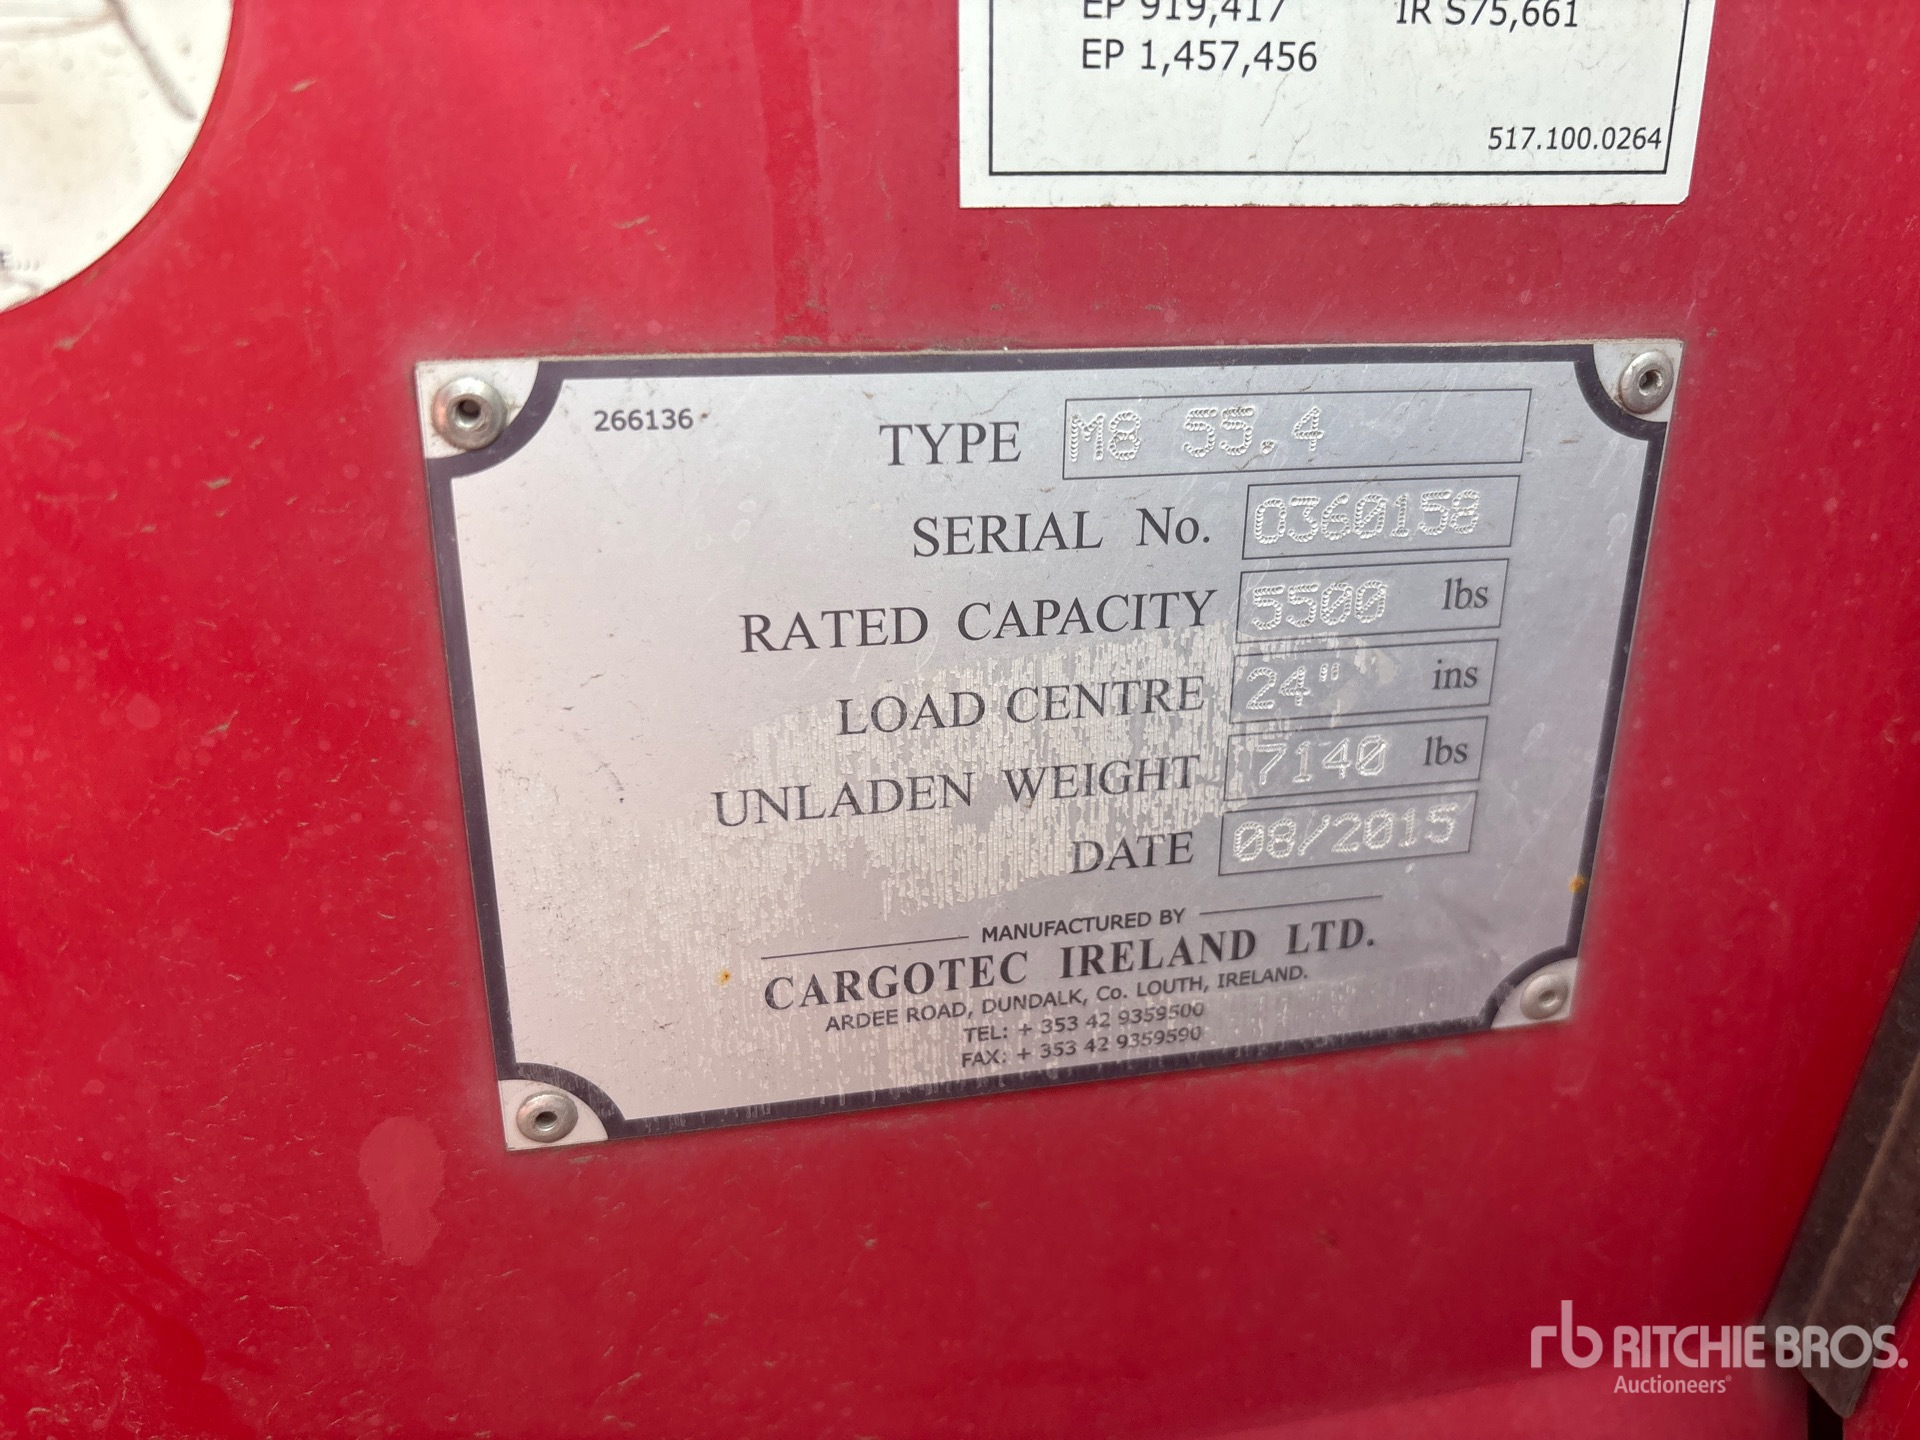 EP 919,417 IR S75,661
EP 1,457,456
517.100.0264
266136
TYPE M8 55.4
SERIAL No. 0360158
RATED CAPACITY 5500 lbs
LOAD CENTRE 24" ins
UNLADEN WEIGHT 7140 lbs
DATE 08/2015
MANUFACTURED BY
CARGOTEC IRELAND LTD.
ARDEE ROAD, DUNDALK, Co. LOUTH, IRELAND.
TEL: + 353 42 9359500
FAX: + 353 42 9359590
rb RITCHIE BROS.
Auctioneers